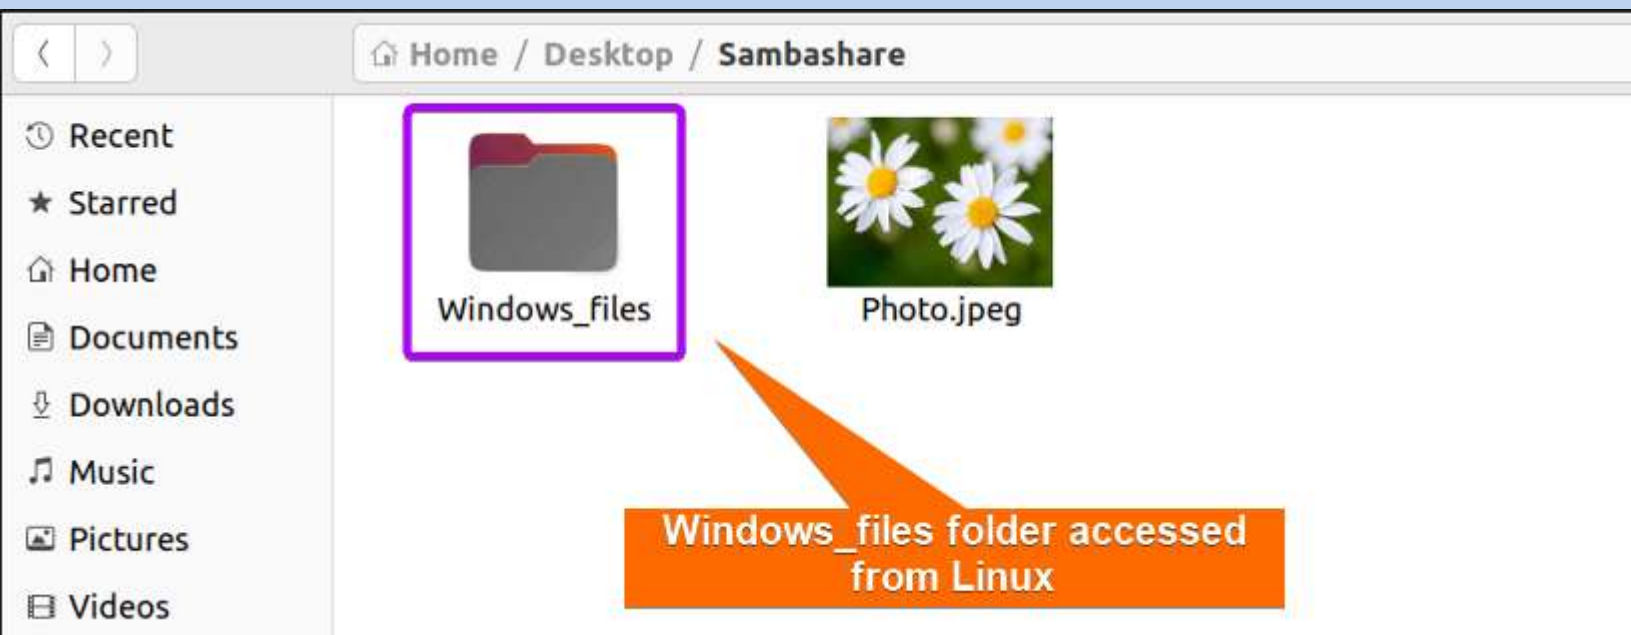 Home / Desktop / Sambashare
Recent
Starred
Home
Documents
Downloads
Music
Pictures
Videos
Windows_files
Photo.jpeg
Windows_files folder accessed
from Linux